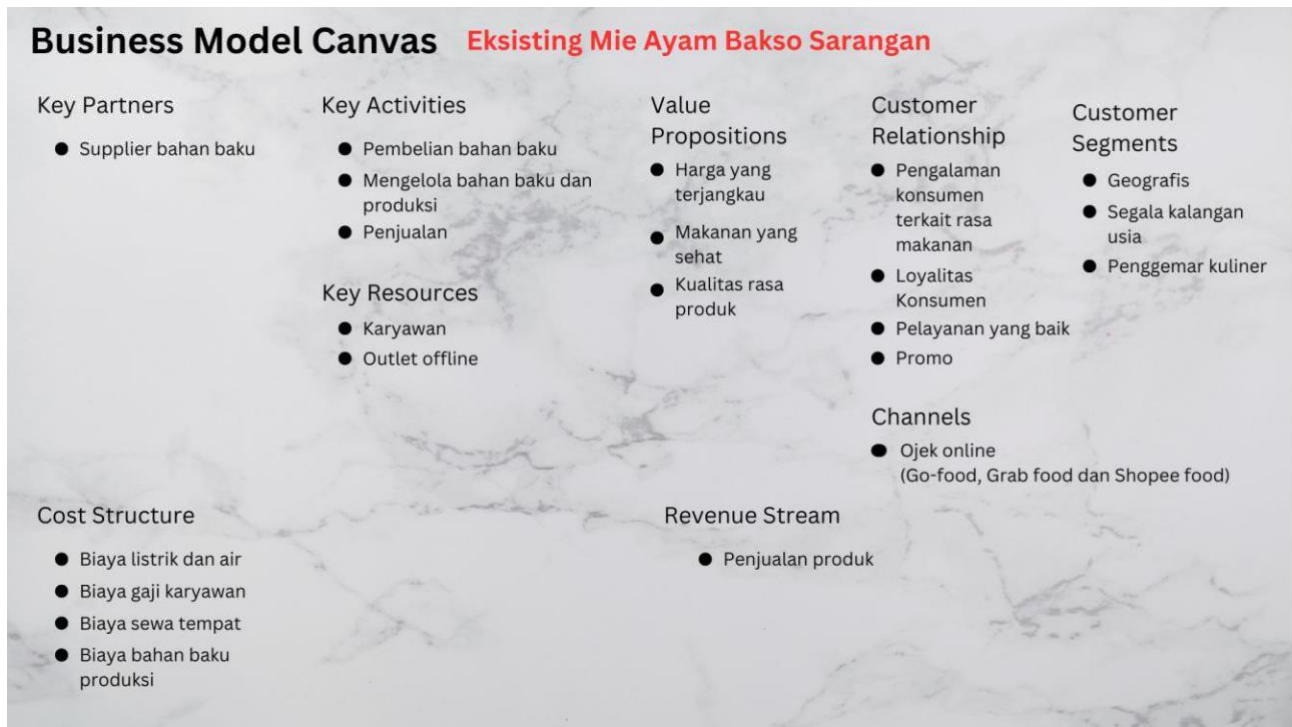 Business Model Canvas Eksisting Mie Ayam Bakso Sarangan
Key Partners
● Supplier bahan baku
Key Activities
● Pembelian bahan baku
● Mengelola bahan baku dan
produksi
● Penjualan
Key Resources
● Karyawan
● Outlet offline
Value
Propositions
● Harga yang
terjangkau
● Makanan yang
sehat
● Kualitas rasa
produk
Customer
Relationship
● Pengalaman
konsumen
terkait rasa
makanan
● Loyalitas
Konsumen
● Pelayanan yang baik
● Promo
Channels
● Ojek online
(Go-food, Grab food dan Shopee food)
Customer
Segments
● Geografis
● Segala kalangan
usia
● Penggemar kuliner
Cost Structure
● Biaya listrik dan air
● Biaya gaji karyawan
● Biaya sewa tempat
● Biaya bahan baku
produksi
Revenue Stream
● Penjualan produk